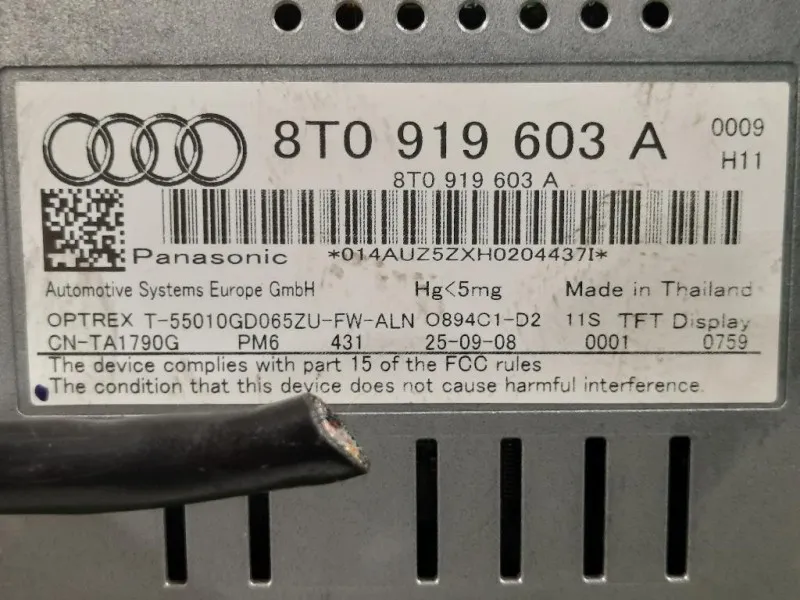 8T0 919 603 A 0009
H11
8T0 919 603 A
Panasonic *014AUZ5ZXH0204437I*
Automotive Systems Europe GmbH Hg<5mg Made in Thailand
OPTREX T-55010GD065ZU-FW-ALN 0894C1-D2 11S TFT Display
CN-TA1790G PM6 431 25-09-08 0001 0759
The device complies with part 15 of the FCC rules
The condition that this device does not cause harmful interference.